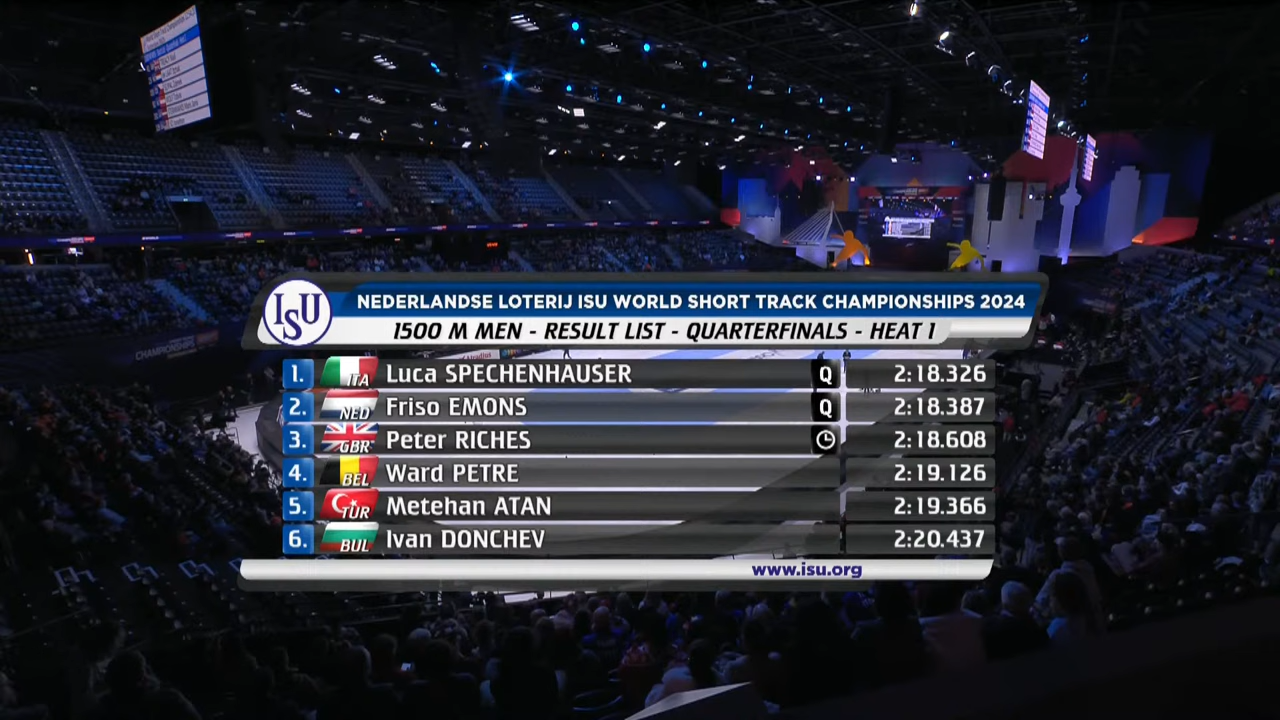 ISU
NEDERLANDSE LOTERIJ ISU WORLD SHORT TRACK CHAMPIONSHIPS 2024
1500 M MEN - RESULT LIST - QUARTERFINALS - HEAT 1
1. ITA Luca SPECHENHAUSER Q 2:18.326
2. NED Friso EMONS Q 2:18.387
3. GBR Peter RICHES 2:18.608
4. BEL Ward PETRE 2:19.126
5. TUR Metehan ATAN 2:19.366
6. BUL Ivan DONCHEV 2:20.437
www.isu.org